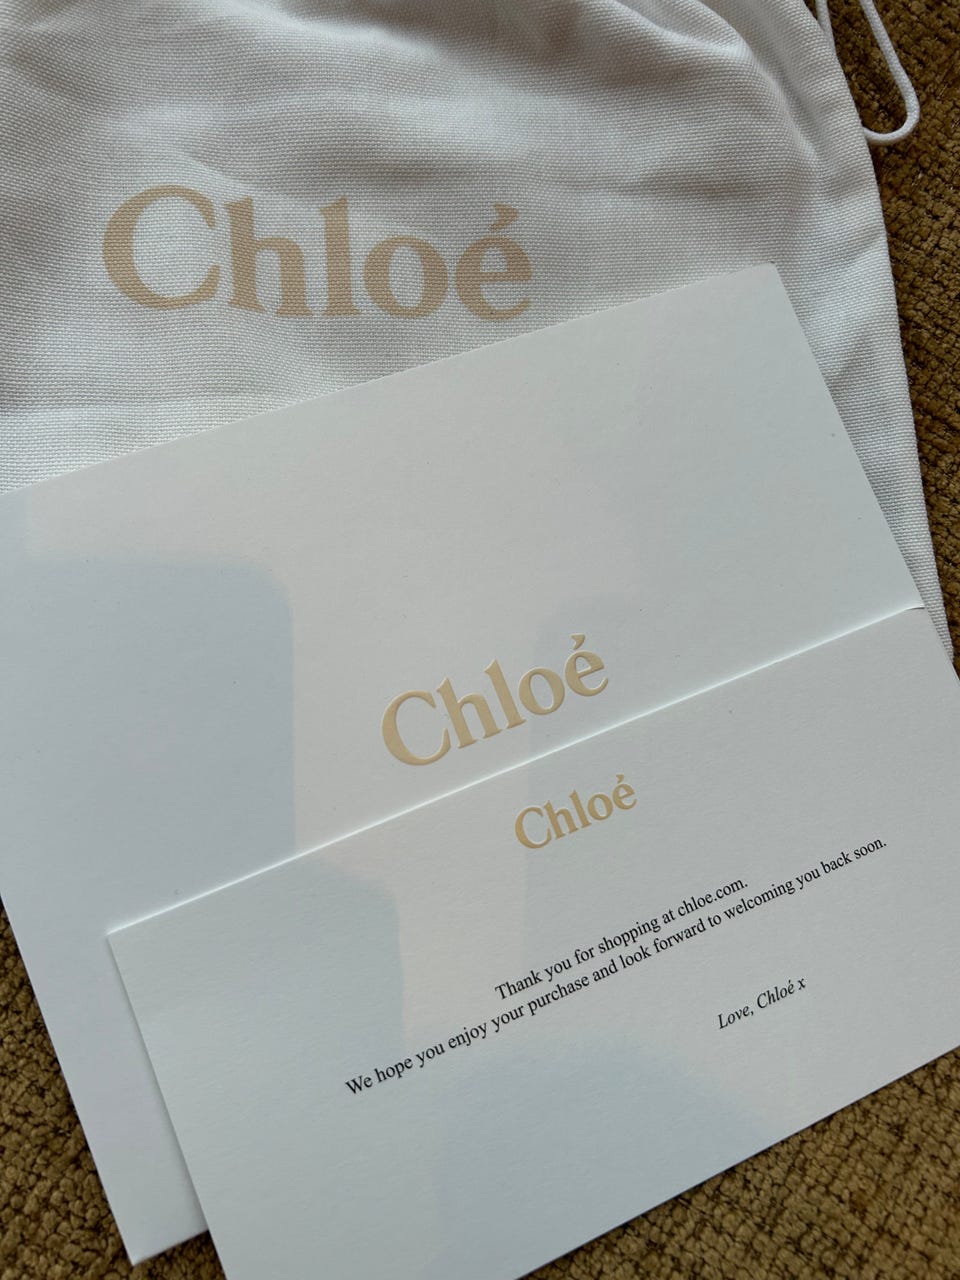 Chloé
Chloé
Chloé
Thank you for shopping at chloe.com.
We hope you enjoy your purchase and look forward to welcoming you back soon.
Love, Chloé x